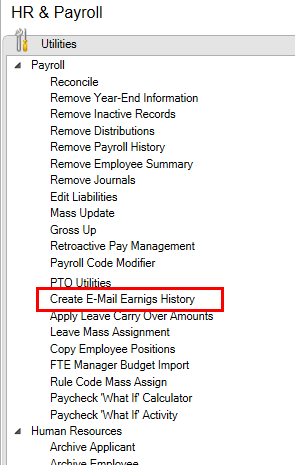 HR & Payroll
Utilities
Payroll
Reconcile
Remove Year-End Information
Remove Inactive Records
Remove Distributions
Remove Payroll History
Remove Employee Summary
Remove Journals
Edit Liabilities
Mass Update
Gross Up
Retroactive Pay Management
Payroll Code Modifier
PTO Utilities
Create E-Mail Earnigs History
Apply Leave Carry Over Amounts
Leave Mass Assignment
Copy Employee Positions
FTE Manager Budget Import
Rule Code Mass Assign
Paycheck 'What If' Calculator
Paycheck 'What If' Activity
Human Resources
Archive Applicant
Archive Employee